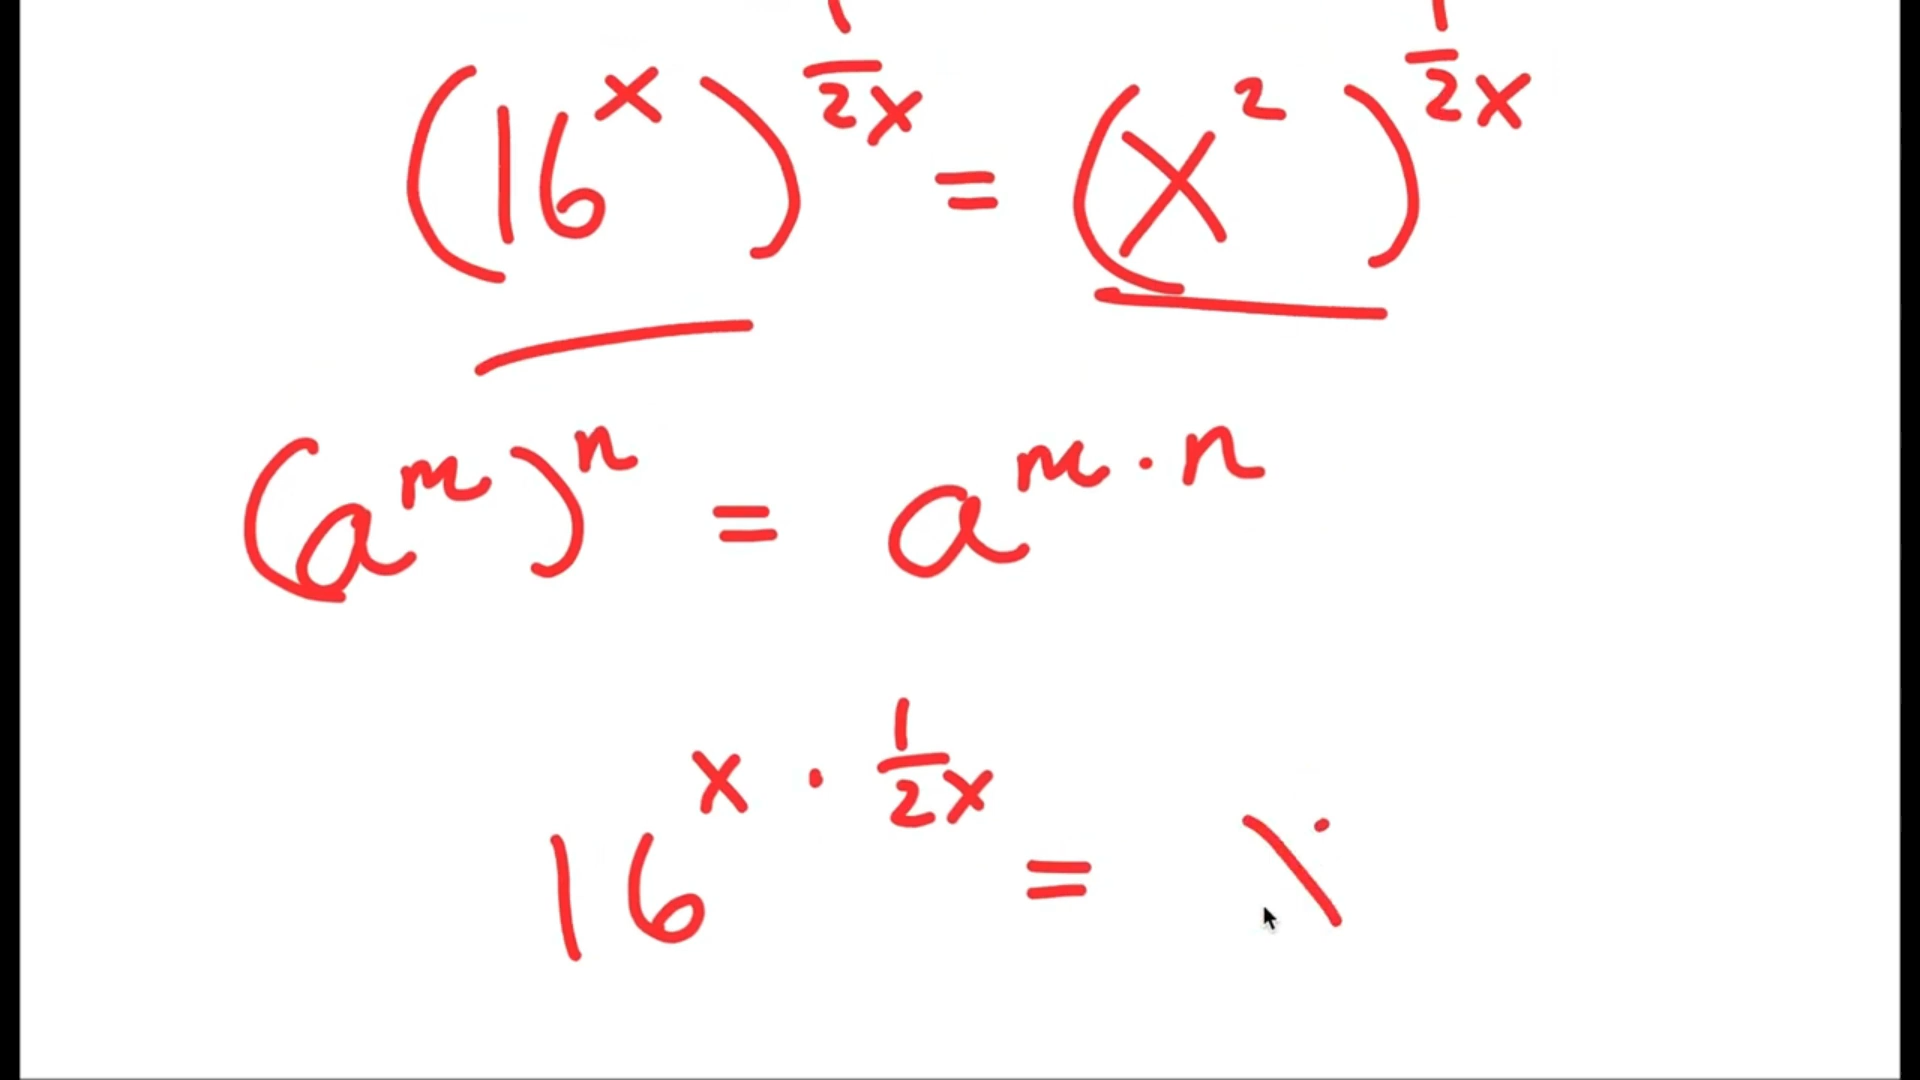 (16^x)^(1/2x) = (x^2)^(1/2x)
(a^m)^n = a^(m·n)
16^(x · 1/2x) =